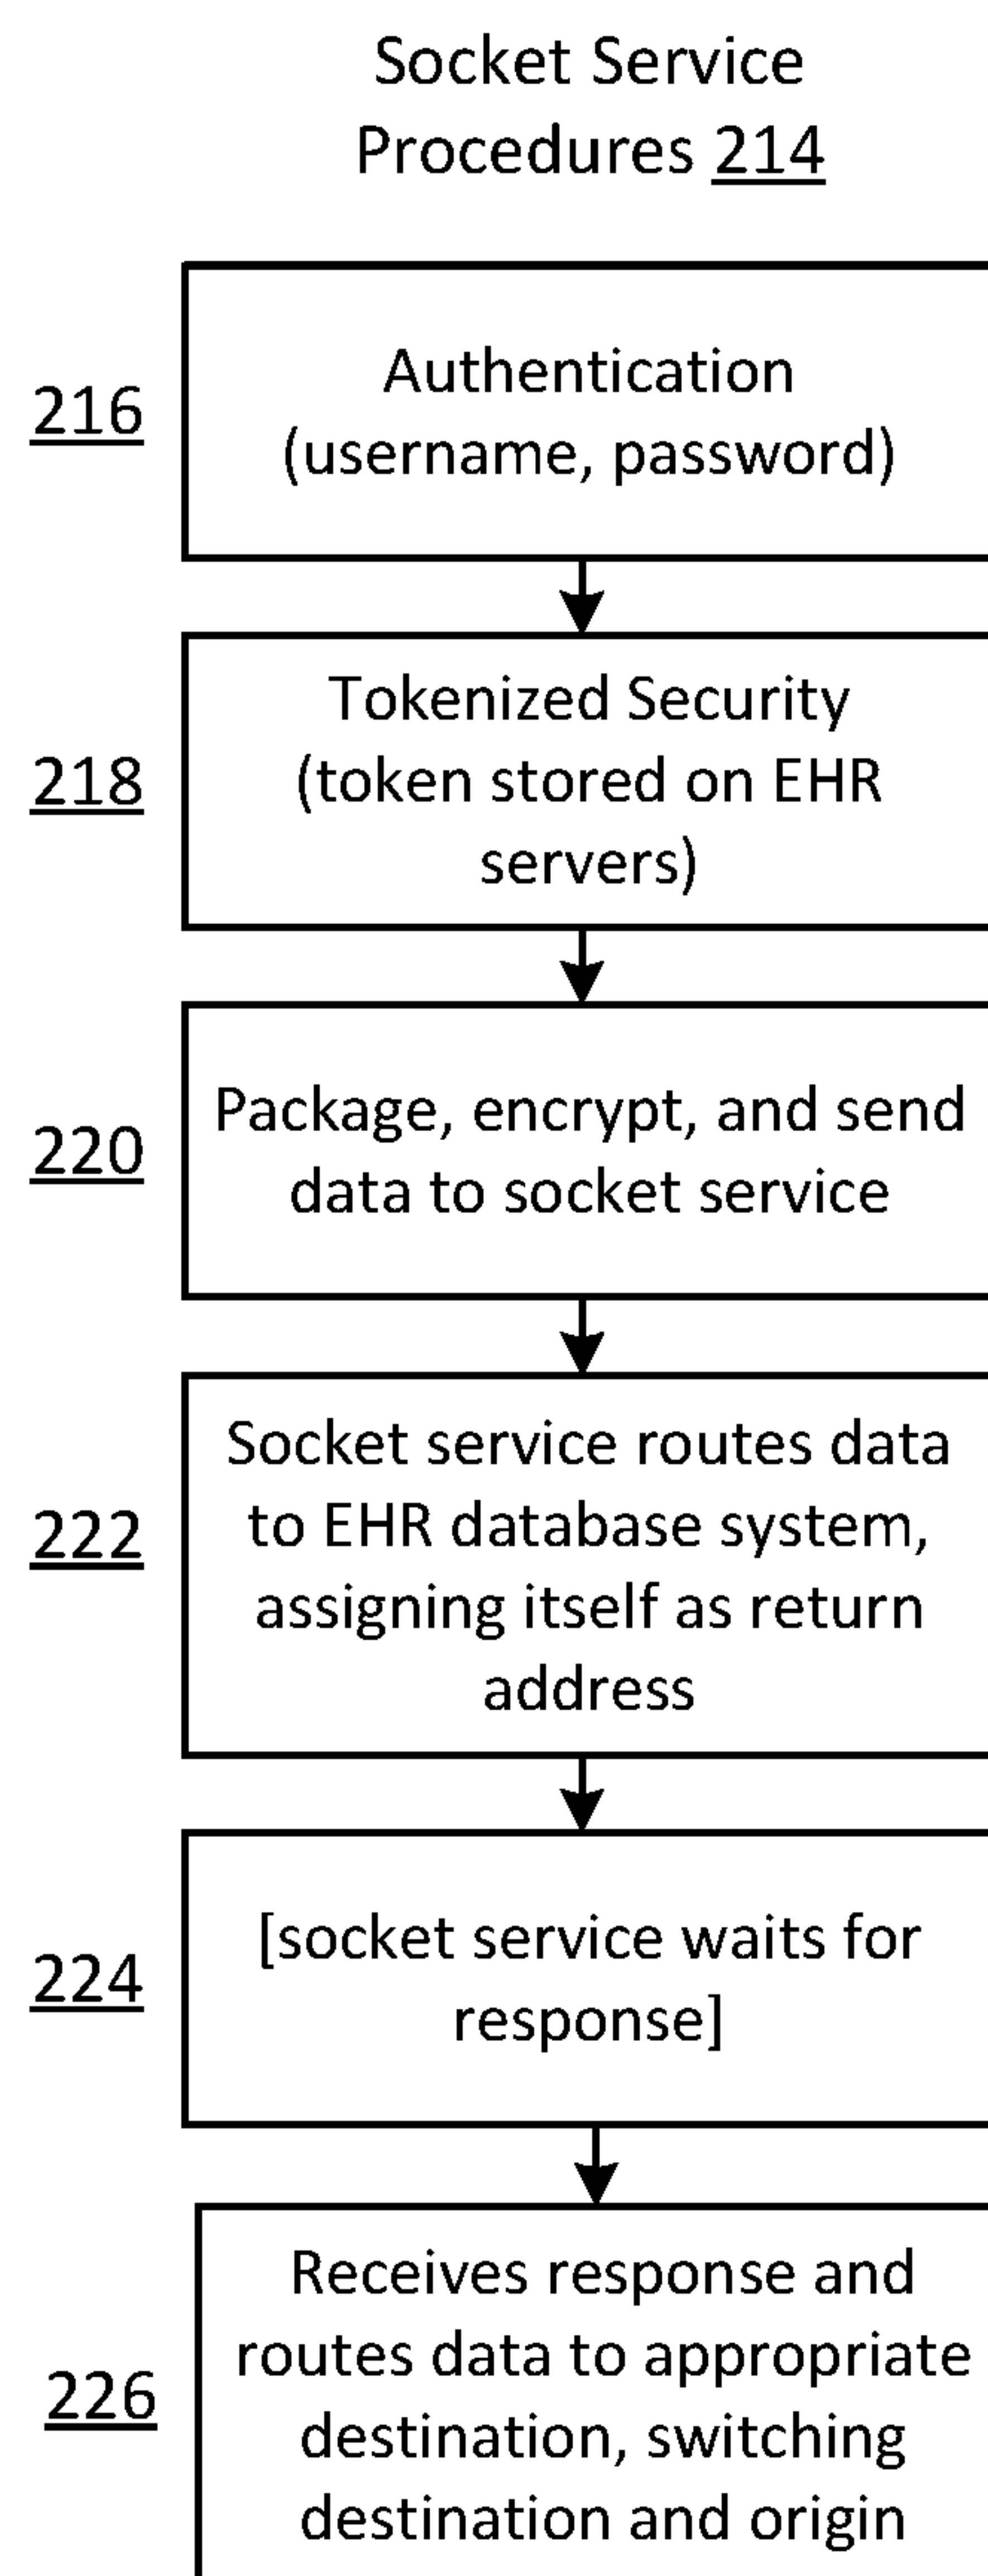 Socket Service
Procedures 214
216
Authentication
(username, password)
218
Tokenized Security
(token stored on EHR
servers)
220
Package, encrypt, and send
data to socket service
222
Socket service routes data
to EHR database system,
assigning itself as return
address
224
[socket service waits for
response]
226
Receives response and
routes data to appropriate
destination, switching
destination and origin